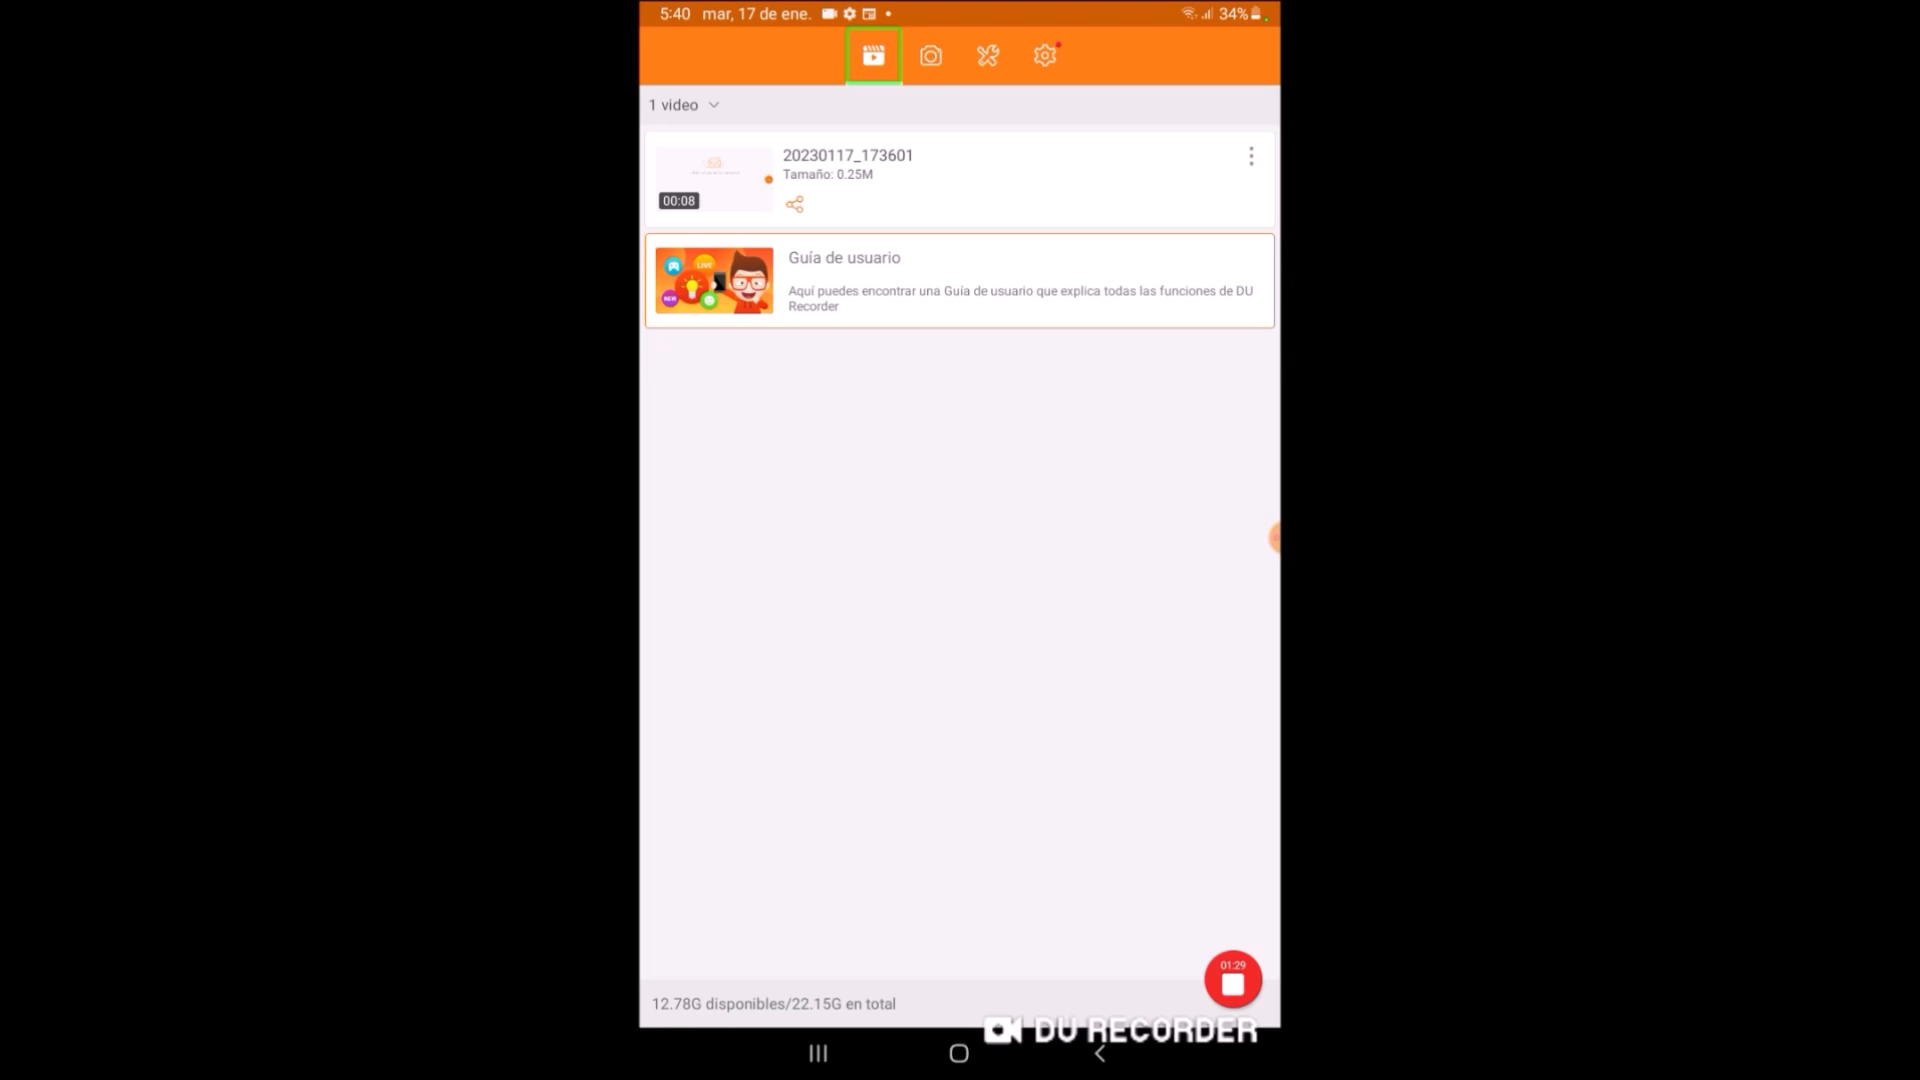 5:40 mar, 17 de ene. 34%
1 video
20230117_173601
Tamaño: 0.25M
00:08
Guía de usuario
LIVE
NEW
Aquí puedes encontrar una Guía de usuario que explica todas las funciones de DU
Recorder
01:29
12.78G disponibles/22.15G en total
DU RECORDER